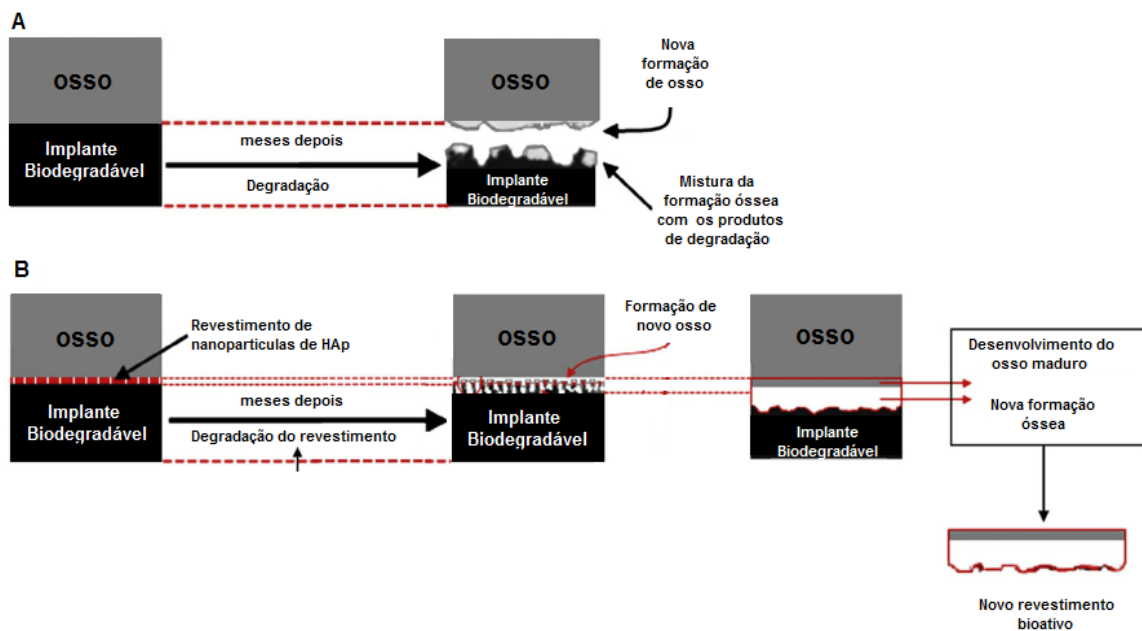 A
OSSO
Implante
Biodegradável
meses depois
Degradação
Implante
Biodegradável
Nova
formação
de osso
Mistura da
formação óssea
com os produtos
de degradação
B
OSSO
Revestimento de
nanoparticulas de HAp
Implante
Biodegradável
meses depois
Degradação do revestimento
OSSO
Implante
Biodegradável
Formação de
novo osso
OSSO
Implante
Biodegradável
Desenvolvimento do
osso maduro
Nova formação
óssea
Novo revestimento
bioativo